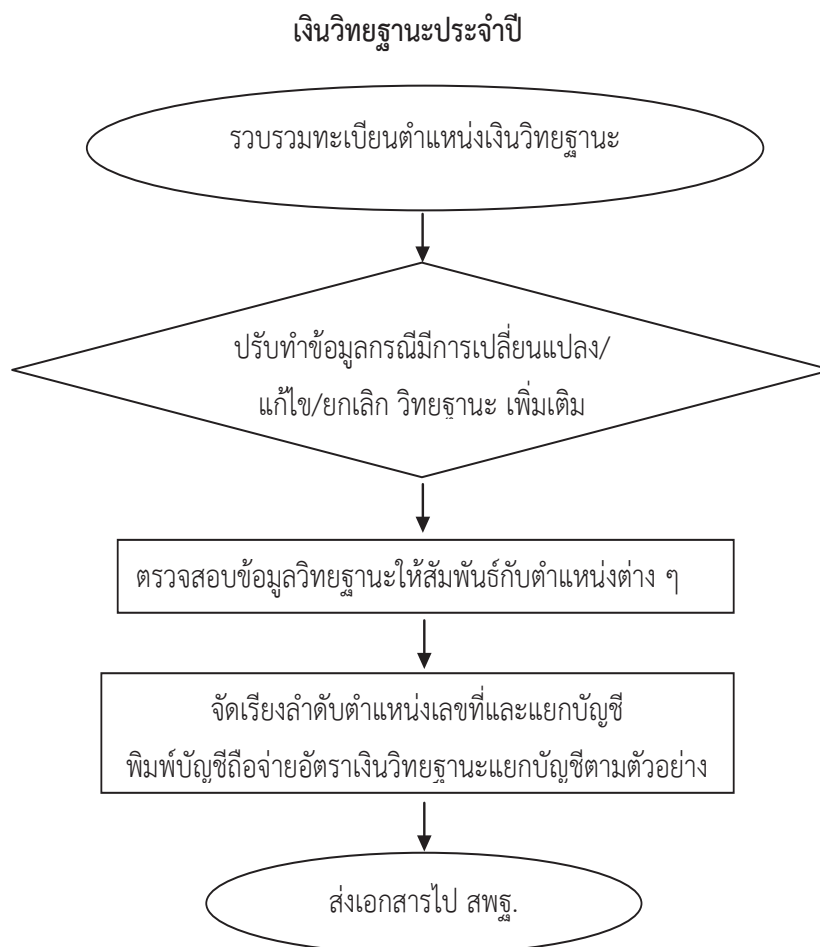 เงินวิทยฐานะประจำปี
รวบรวมทะเบียนตำแหน่งเงินวิทยฐานะ
ปรับทำข้อมูลกรณีมีการเปลี่ยนแปลง/
แก้ไข/ยกเลิก วิทยฐานะ เพิ่มเติม
ตรวจสอบข้อมูลวิทยฐานะให้สัมพันธ์กับตำแหน่งต่าง ๆ
จัดเรียงลำดับตำแหน่งเลขที่และแยกบัญชี
พิมพ์บัญชีถือจ่ายอัตราเงินวิทยฐานะแยกบัญชีตามตัวอย่าง
ส่งเอกสารไป สพฐ.